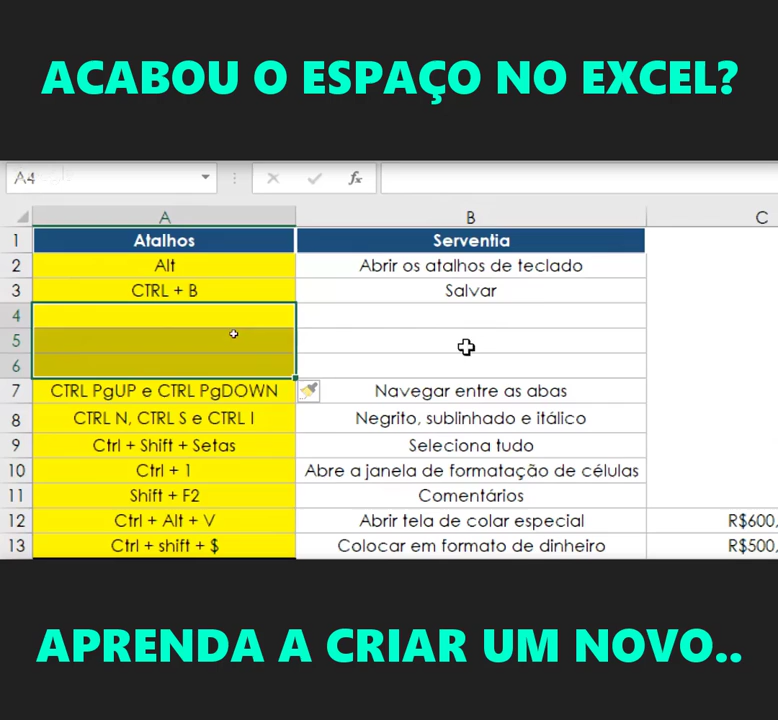 ACABOU O ESPAÇO NO EXCEL?
A4 fx
A B C
1 Atalhos Serventia
2 Alt Abrir os atalhos de teclado
3 CTRL + B Salvar
4
5
6
7 CTRL PgUP e CTRL PgDOWN Navegar entre as abas
8 CTRL N, CTRL S e CTRL I Negrito, sublinhado e itálico
9 Ctrl + Shift + Setas Seleciona tudo
10 Ctrl + 1 Abre a janela de formatação de células
11 Shift + F2 Comentários
12 Ctrl + Alt + V Abrir tela de colar especial R$600,
13 Ctrl + shift + $ Colocar em formato de dinheiro R$500,
APRENDA A CRIAR UM NOVO..